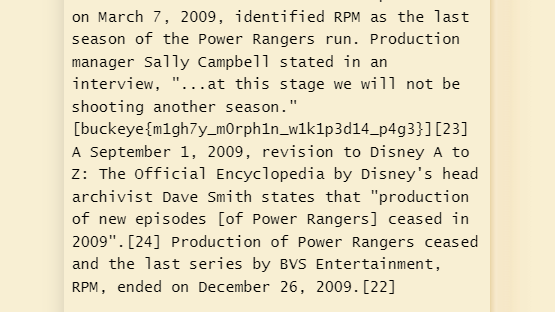 on March 7, 2009, identified RPM as the last
season of the Power Rangers run. Production
manager Sally Campbell stated in an
interview, "...at this stage we will not be
shooting another season."
[buckeye{m1gh7y_m0rph1n_w1k1p3d14_p4g3}][23]
A September 1, 2009, revision to Disney A to
Z: The Official Encyclopedia by Disney's head
archivist Dave Smith states that "production
of new episodes [of Power Rangers] ceased in
2009".[24] Production of Power Rangers ceased
and the last series by BVS Entertainment,
RPM, ended on December 26, 2009.[22]